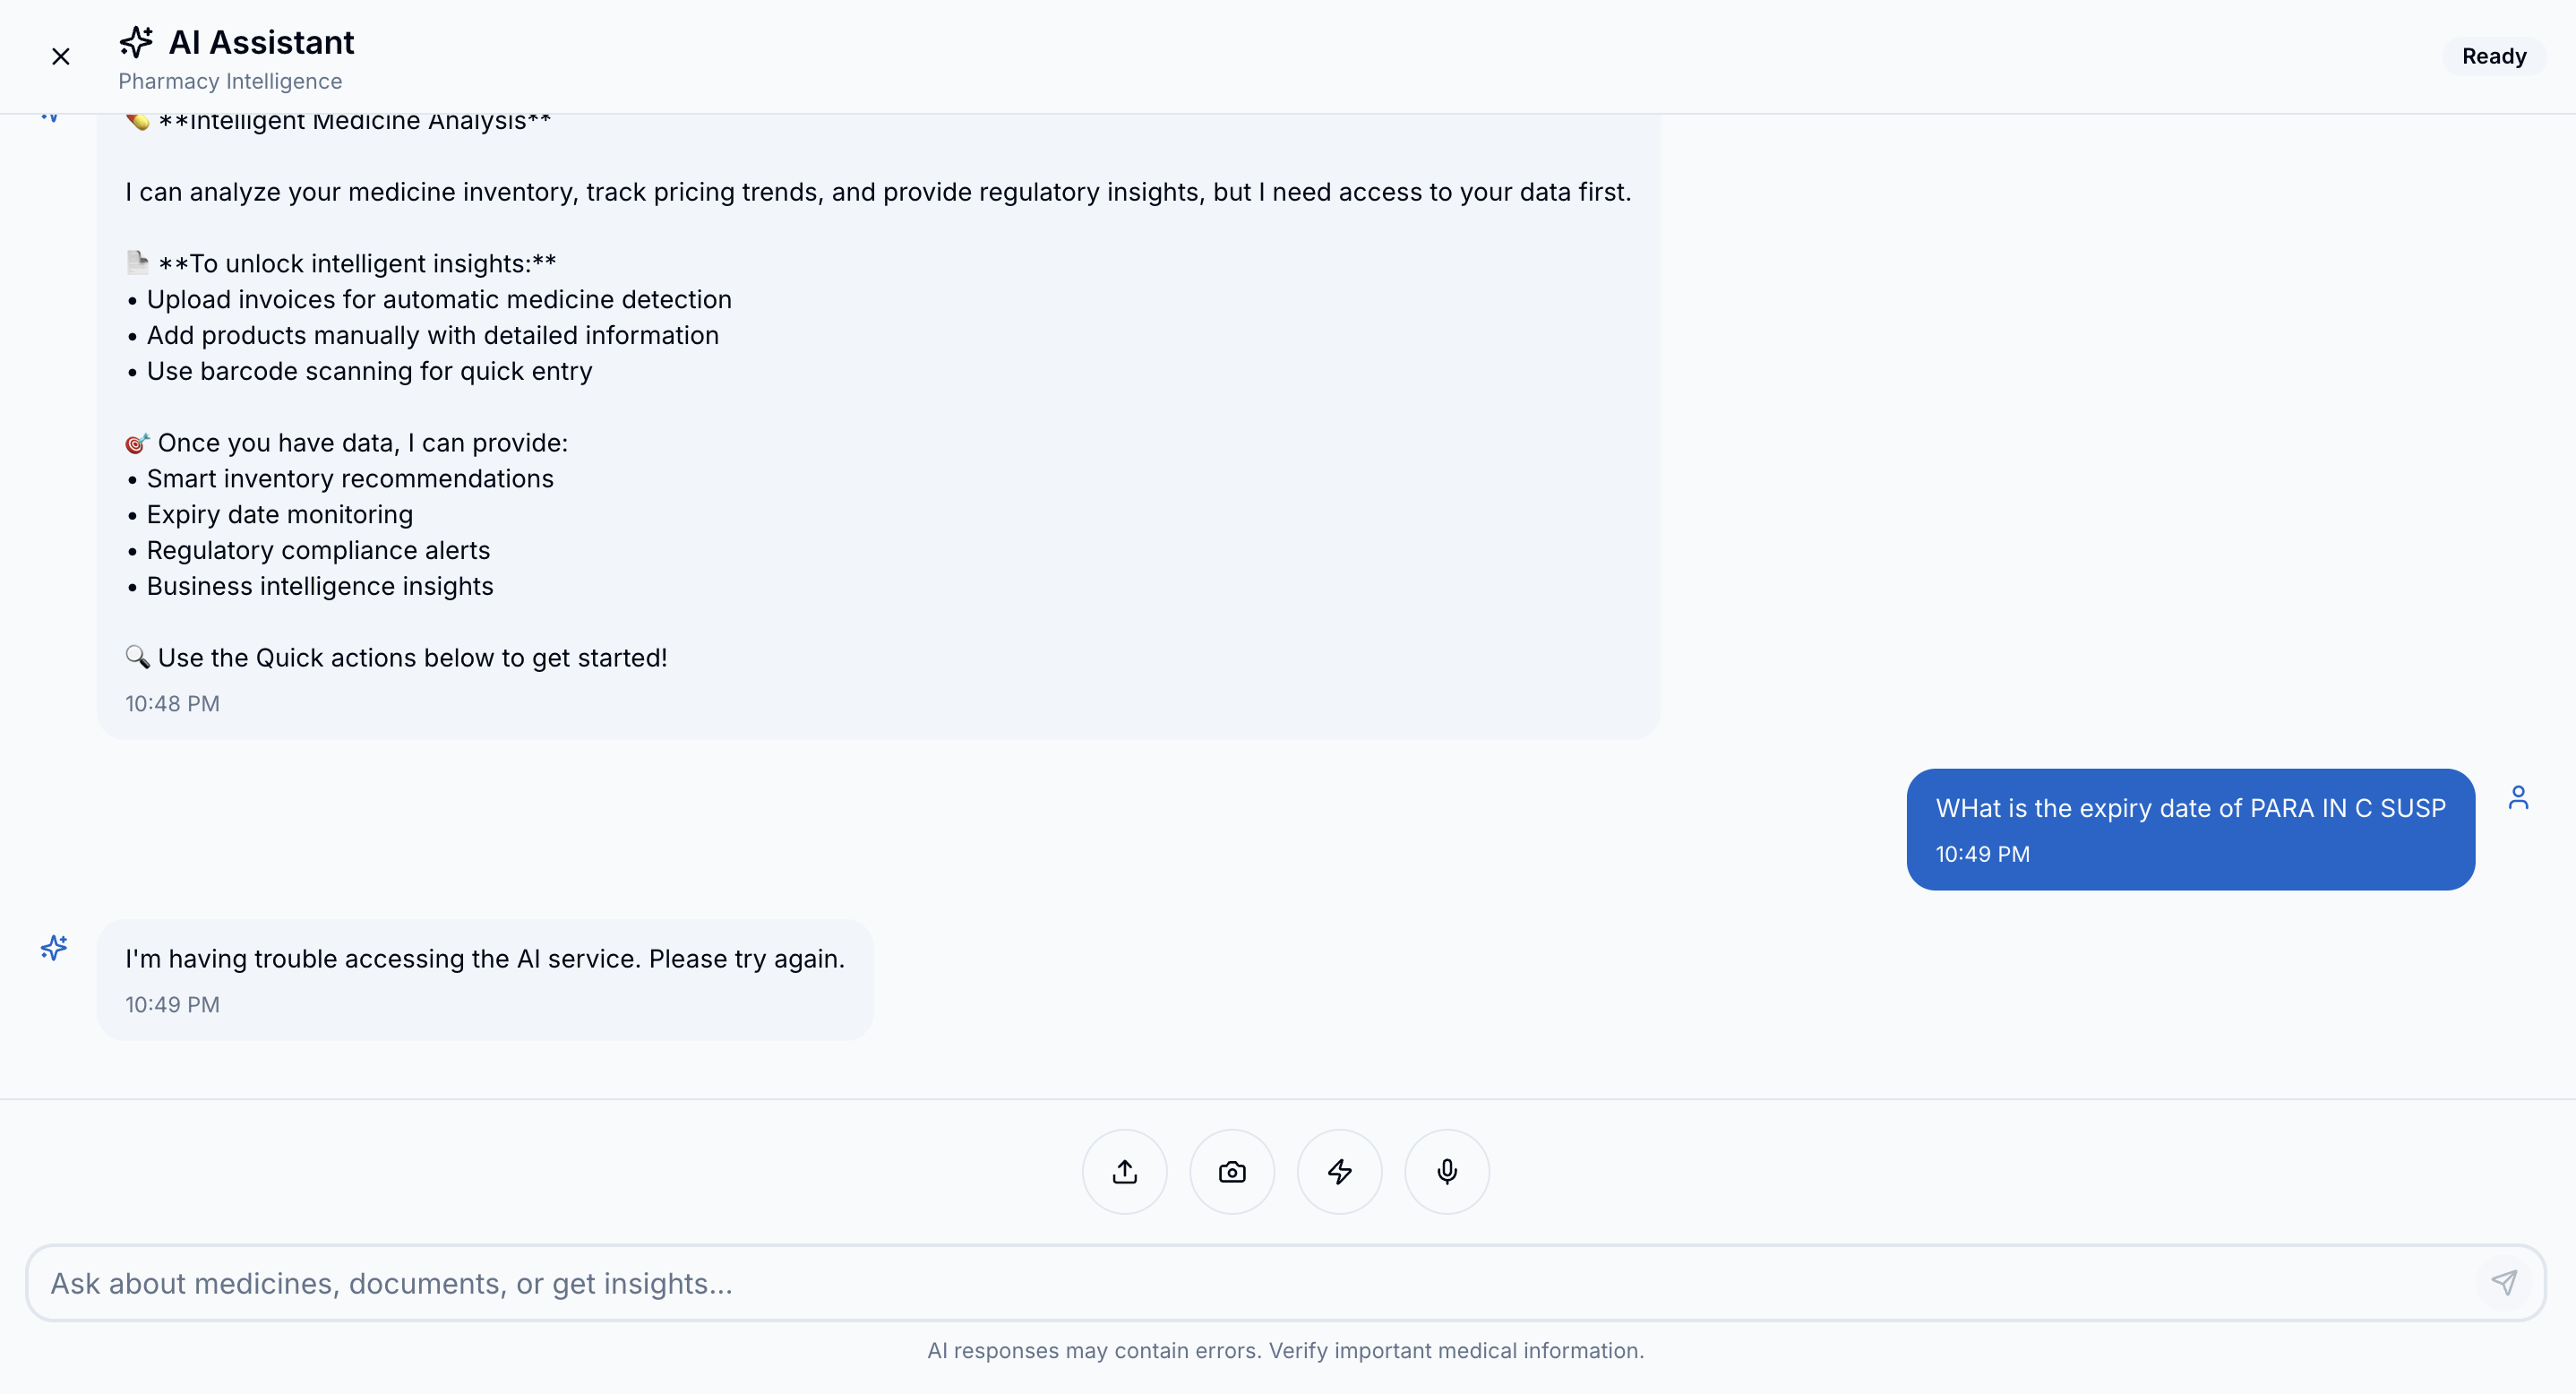 AI Assistant
Pharmacy Intelligence
Ready
**Intelligent Medicine Analysis**
I can analyze your medicine inventory, track pricing trends, and provide regulatory insights, but I need access to your data first.
**To unlock intelligent insights:**
• Upload invoices for automatic medicine detection
• Add products manually with detailed information
• Use barcode scanning for quick entry
Once you have data, I can provide:
• Smart inventory recommendations
• Expiry date monitoring
• Regulatory compliance alerts
• Business intelligence insights
Use the Quick actions below to get started!
10:48 PM
WHat is the expiry date of PARA IN C SUSP
10:49 PM
I'm having trouble accessing the AI service. Please try again.
10:49 PM
Ask about medicines, documents, or get insights...
AI responses may contain errors. Verify important medical information.